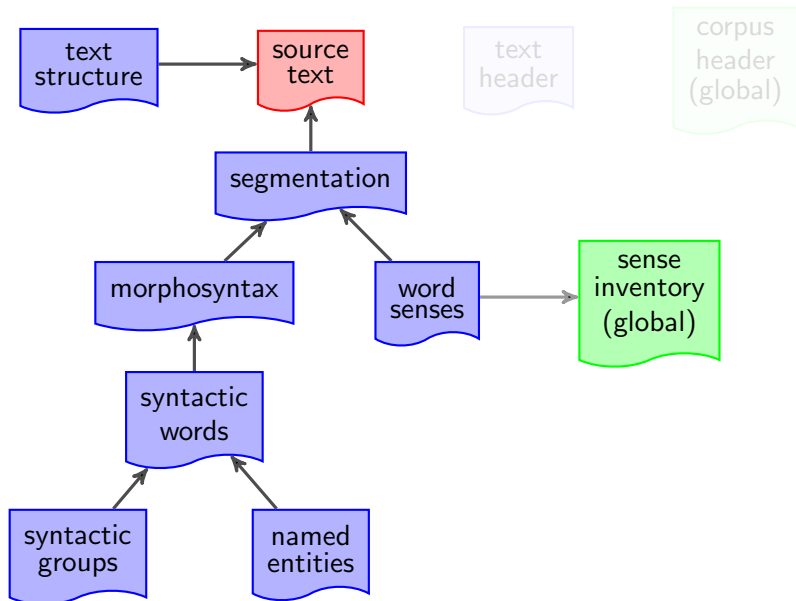 text
structure
source
text
text
header
corpus
header
(global)
segmentation
morphosyntax
word
senses
sense
inventory
(global)
syntactic
words
syntactic
groups
named
entities